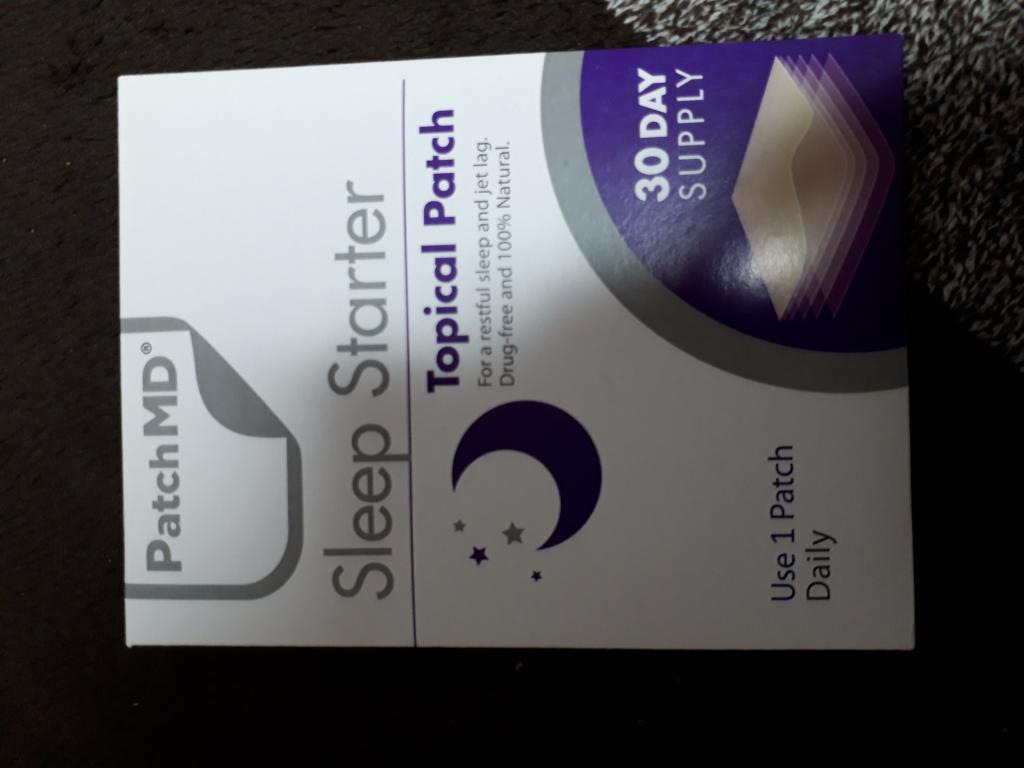 PatchMD®
Sleep Starter
Topical Patch
For a restful sleep and jet lag.
Drug-free and 100% Natural.
30 DAY
SUPPLY
Use 1 Patch
Daily